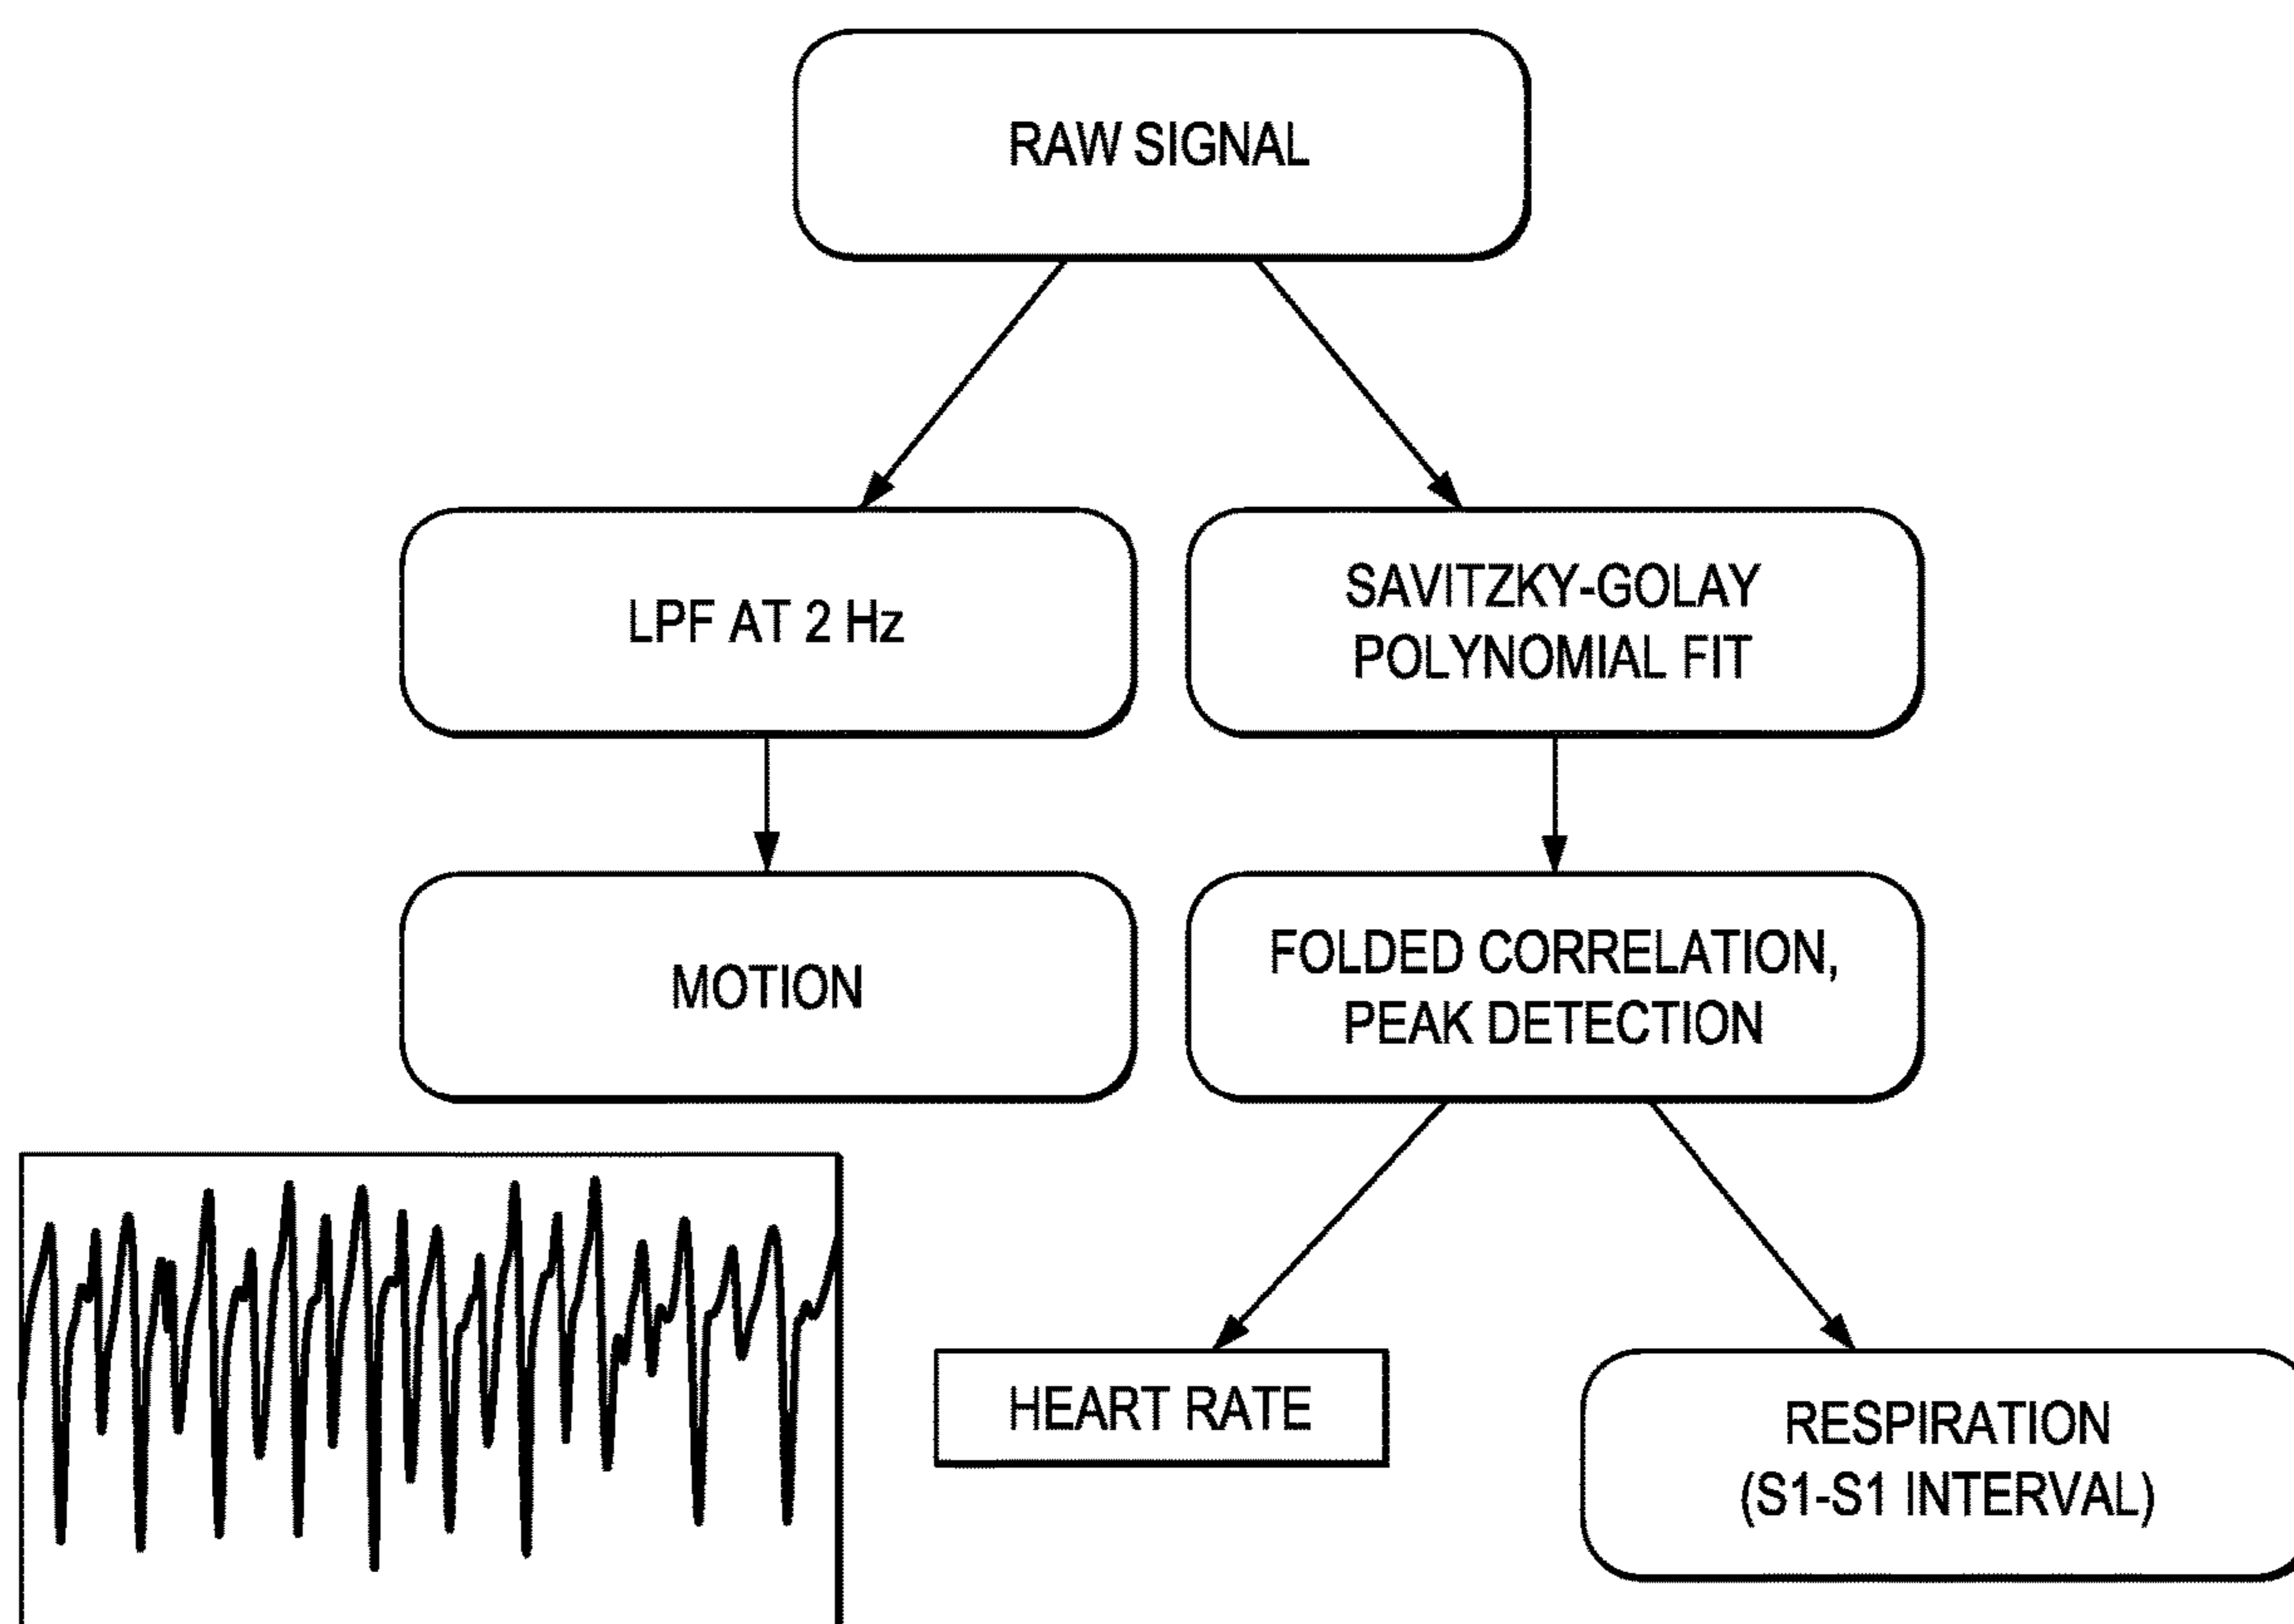 RAW SIGNAL
LPF AT 2 Hz
SAVITZKY-GOLAY
POLYNOMIAL FIT
MOTION
FOLDED CORRELATION,
PEAK DETECTION
HEART RATE
RESPIRATION
(S1-S1 INTERVAL)